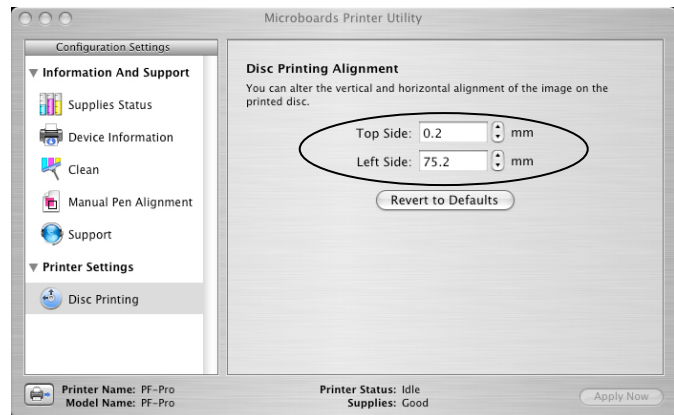 Microboards Printer Utility
Configuration Settings
Information And Support
Supplies Status
Device Information
Clean
Manual Pen Alignment
Support
Printer Settings
Disc Printing
Disc Printing Alignment
You can alter the vertical and horizontal alignment of the image on the
printed disc.
Top Side: 0.2 mm
Left Side: 75.2 mm
Revert to Defaults
Printer Name: PF-Pro
Model Name: PF-Pro
Printer Status: Idle
Supplies: Good
Apply Now